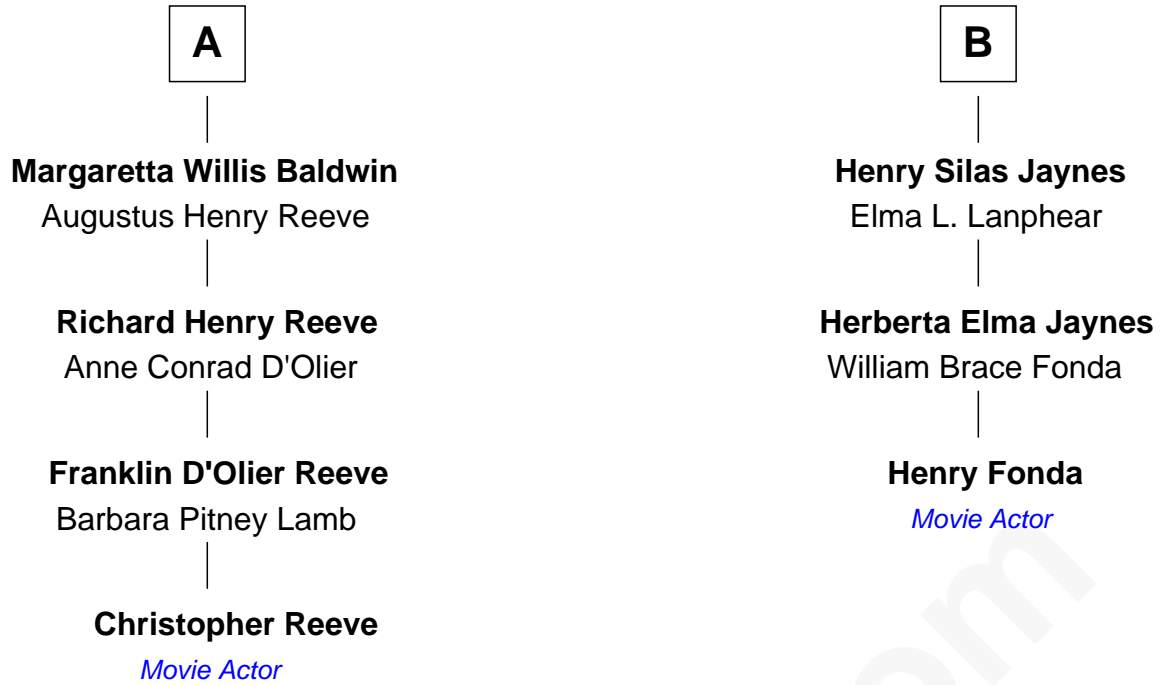 A
Margaretta Willis Baldwin
Augustus Henry Reeve
Richard Henry Reeve
Anne Conrad D'Olier
Franklin D'Olier Reeve
Barbara Pitney Lamb
Christopher Reeve
Movie Actor
B
Henry Silas Jaynes
Elma L. Lanphear
Herberta Elma Jaynes
William Brace Fonda
Henry Fonda
Movie Actor
om